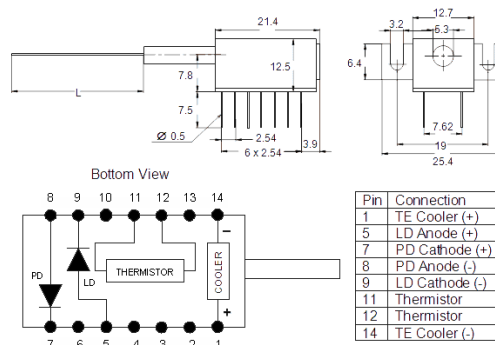 21.4
12.7
3.2
5.3
6.4
7.8
12.5
L
7.5
Ø 0.5
2.54
6 x 2.54
3.9
7.62
19
25.4
Bottom View
8 9 10 11 12 13 14
PD
LD
THERMISTOR
COOLER
–
+
7 6 5 4 3 2 1
Pin Connection
1 TE Cooler (+)
5 LD Anode (+)
7 PD Cathode (+)
8 PD Anode (-)
9 LD Cathode (-)
11 Thermistor
12 Thermistor
14 TE Cooler (-)